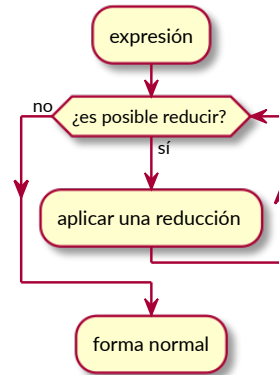 expresión
no
¿es posible reducir?
sí
aplicar una reducción
forma normal